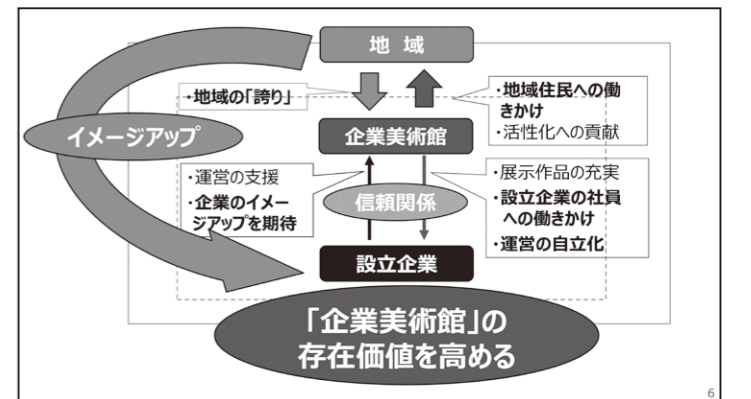 地 域
・地域の「誇り」
・地域住民への働
きかけ
・活性化への貢献
イメージアップ
企業美術館
・運営の支援
・企業のイメー
ジアップを期待
信頼関係
・展示作品の充実
・設立企業の社員
への働きかけ
・運営の自立化
設立企業
「企業美術館」の
存在価値を高める
6